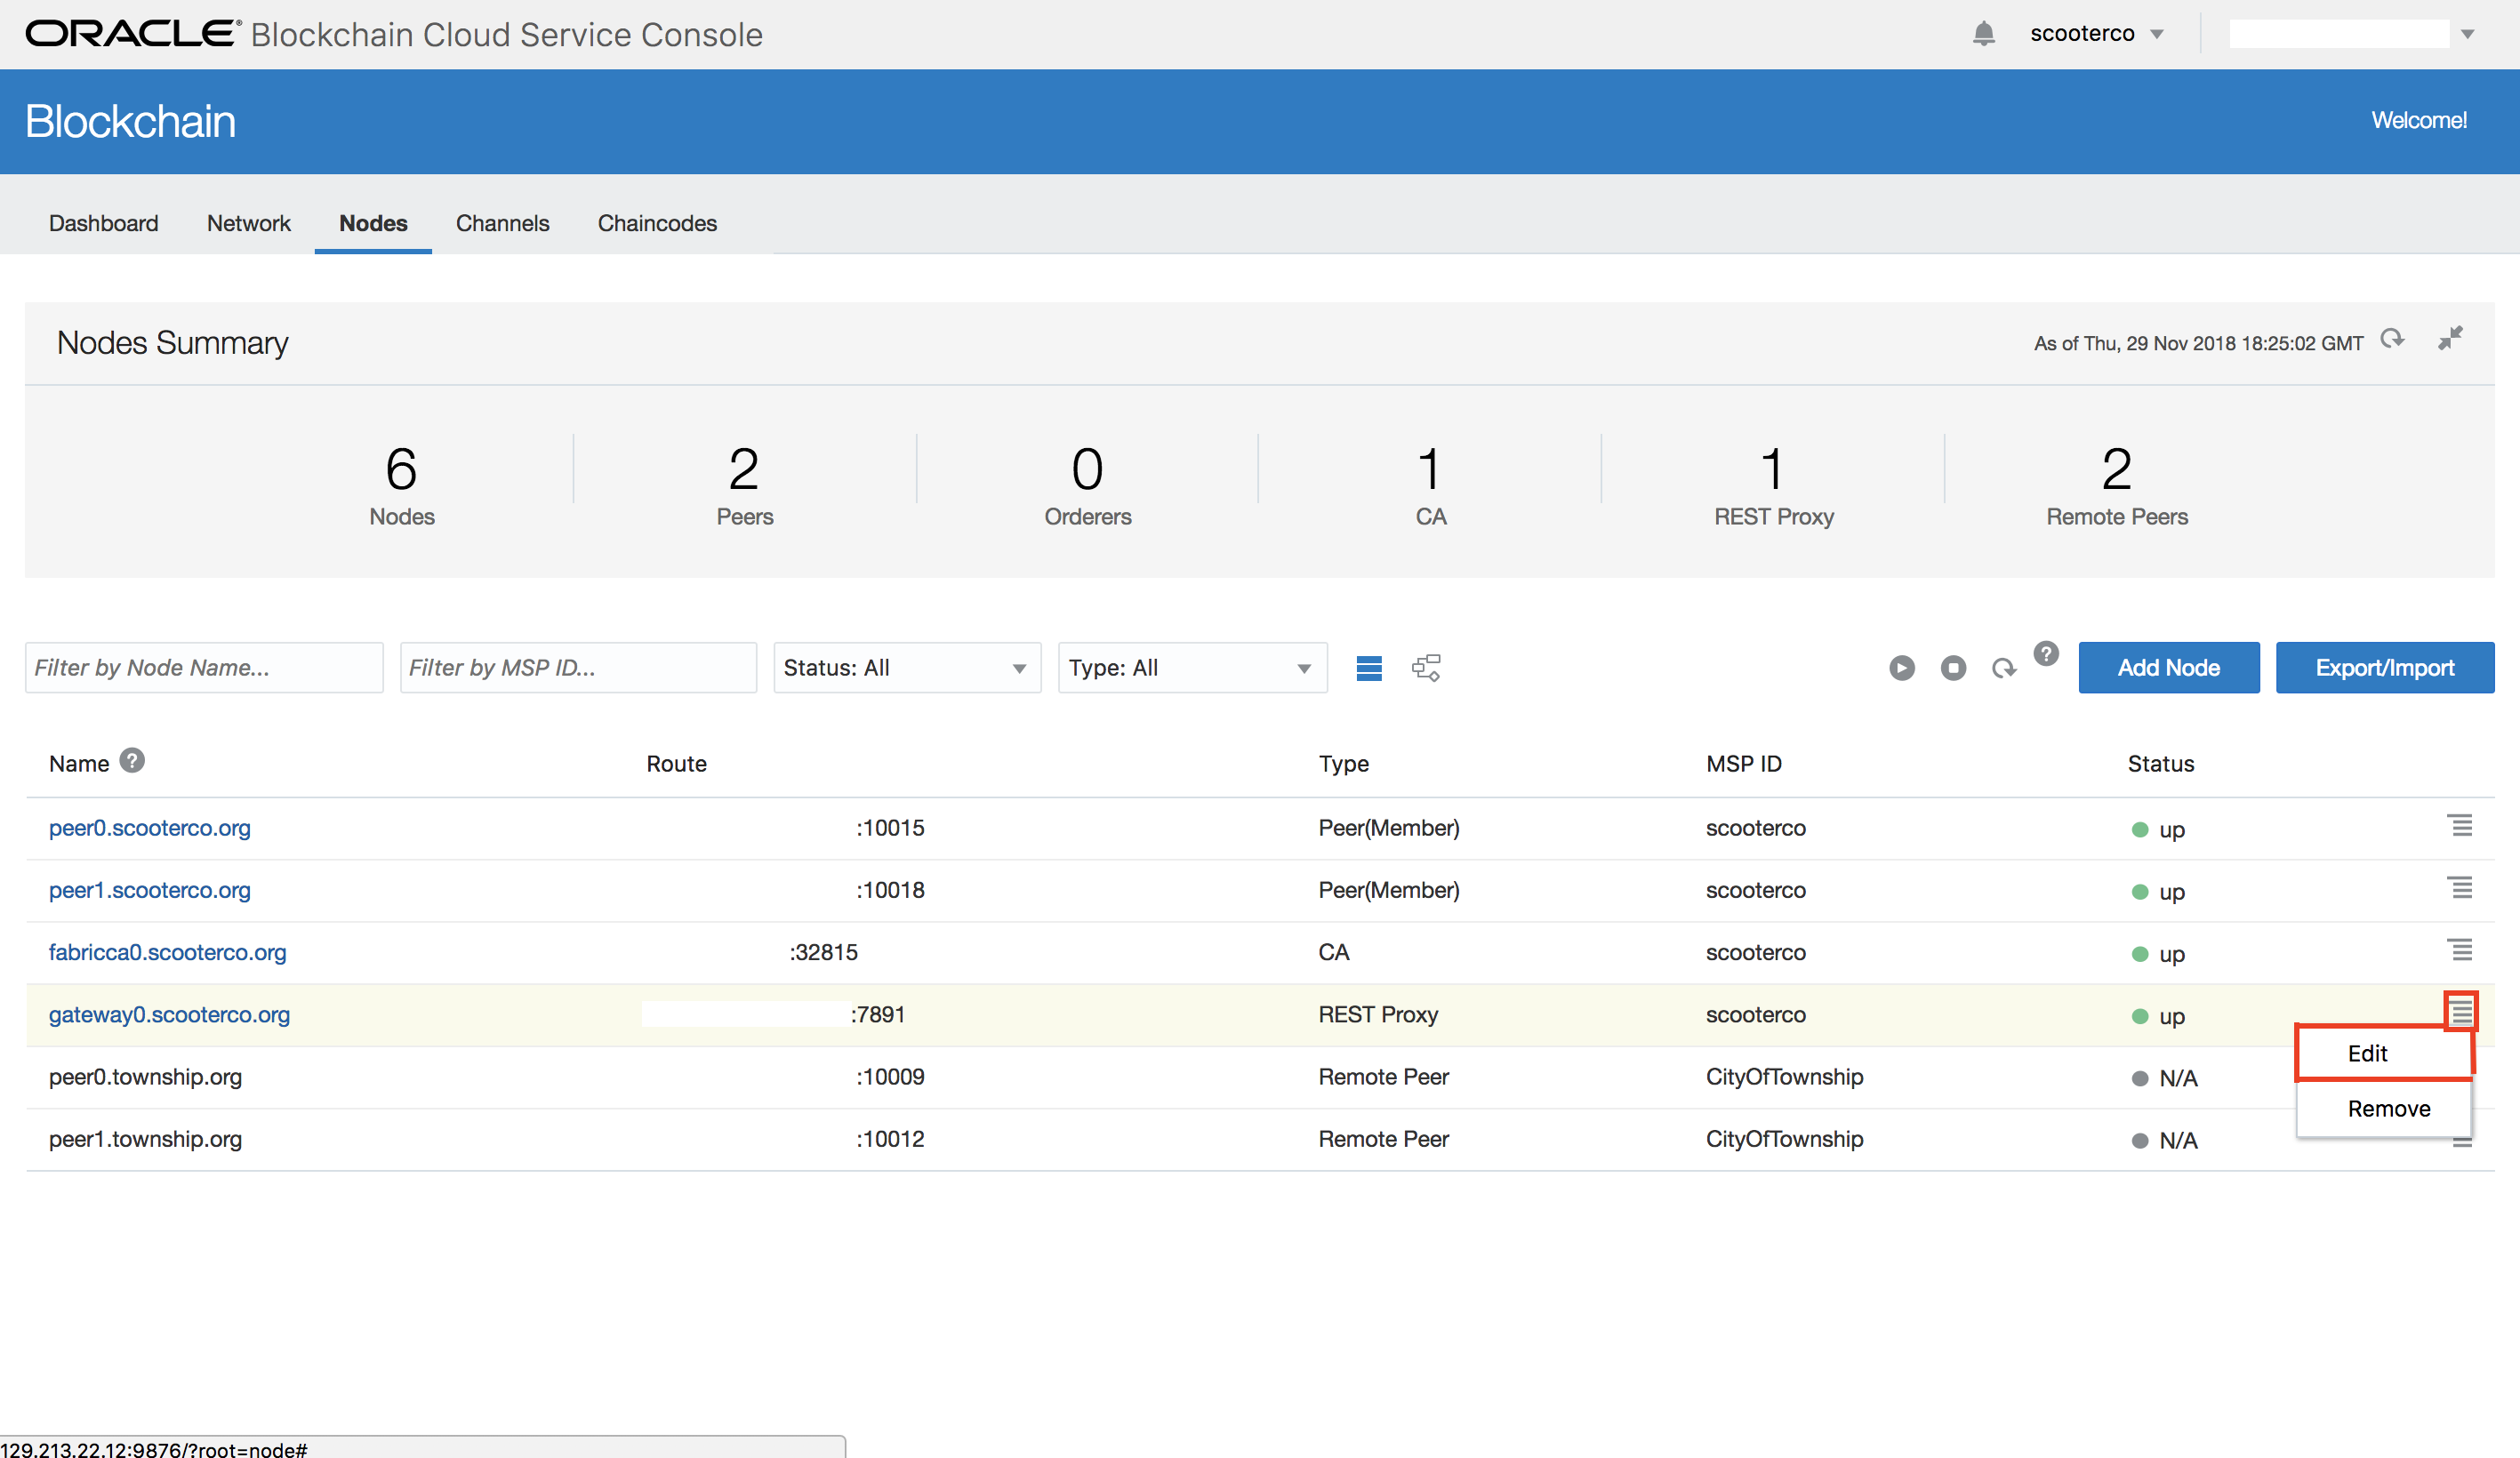 ORACLE® Blockchain Cloud Service Console
scooterco
Blockchain
Welcome!
Dashboard Network Nodes Channels Chaincodes
Nodes Summary
As of Thu, 29 Nov 2018 18:25:02 GMT
6 2 0 1 1 2
Nodes Peers Orderers CA REST Proxy Remote Peers
Filter by Node Name... Filter by MSP ID... Status: All Type: All ? Add Node Export/Import
Name ? Route Type MSP ID Status
peer0.scooterco.org :10015 Peer(Member) scooterco up
peer1.scooterco.org :10018 Peer(Member) scooterco up
fabricca0.scooterco.org :32815 CA scooterco up
gateway0.scooterco.org :7891 REST Proxy scooterco up
Edit
peer0.township.org :10009 Remote Peer CityOfTownship N/A
Remove
peer1.township.org :10012 Remote Peer CityOfTownship N/A
129.213.22.12:9876/?root=node#